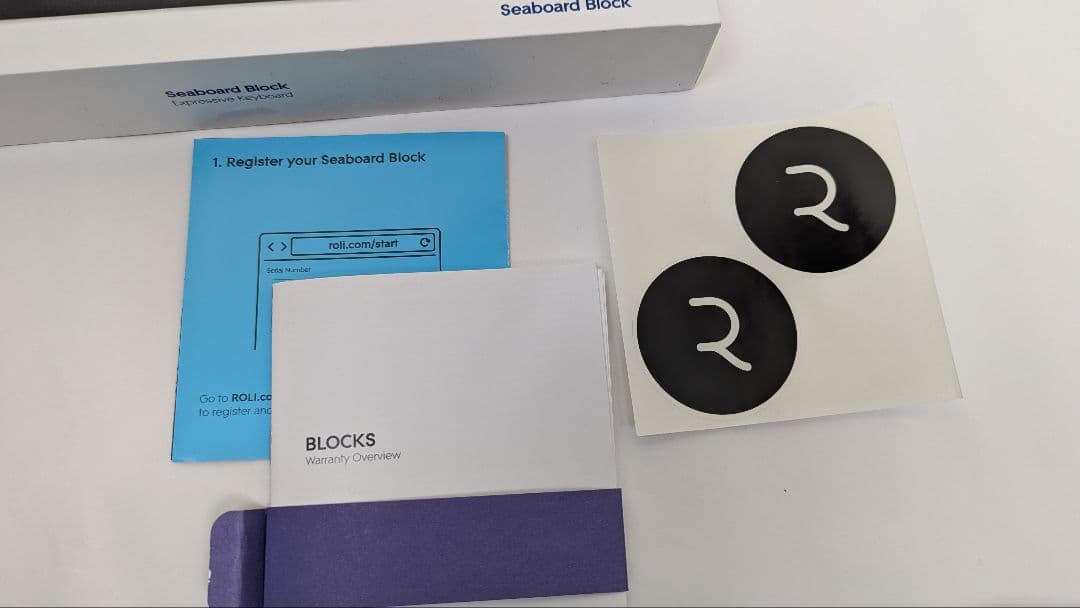 Seaboard Block
Seaboard Block
Expressive Keyboard
1. Register your Seaboard Block
roli.com/start
Serial Number
Go to ROLI.co
to register and
BLOCKS
Warranty Overview
R
R